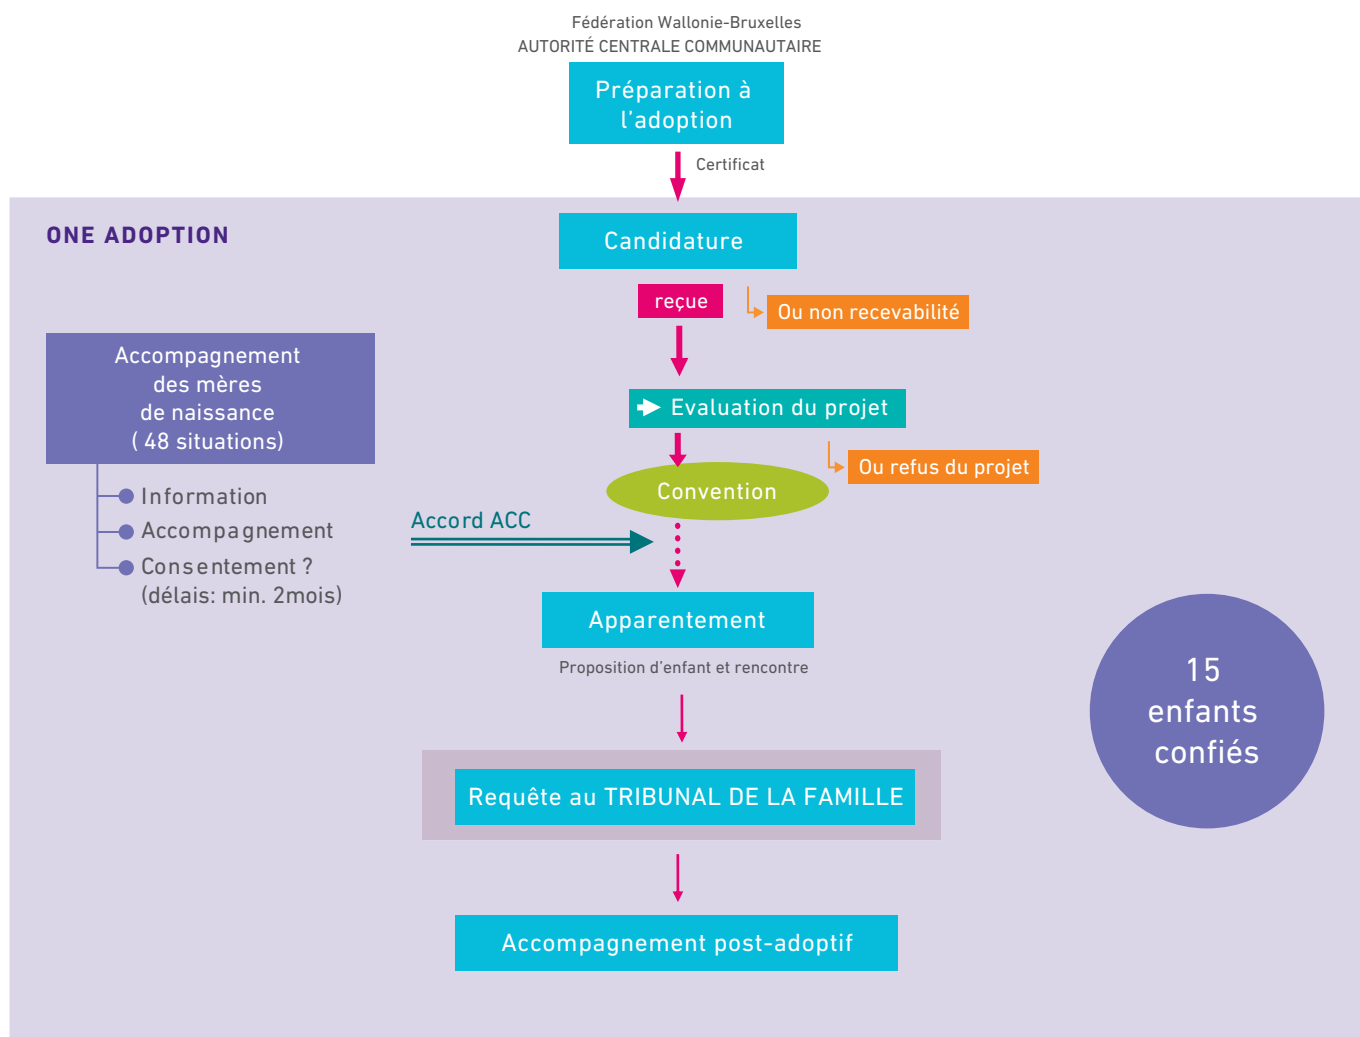 Fédération Wallonie-Bruxelles
AUTORITÉ CENTRALE COMMUNAUTAIRE
Préparation à
l'adoption
Certificat
ONE ADOPTION
Candidature
reçue
Ou non recevabilité
Accompagnement
des mères
de naissance
( 48 situations)
Information
Accompagnement
Consentement ?
(délais: min. 2mois)
Evaluation du projet
Ou refus du projet
Convention
Accord ACC
Apparentement
Proposition d'enfant et rencontre
15
enfants
confiés
Requête au TRIBUNAL DE LA FAMILLE
Accompagnement post-adoptif